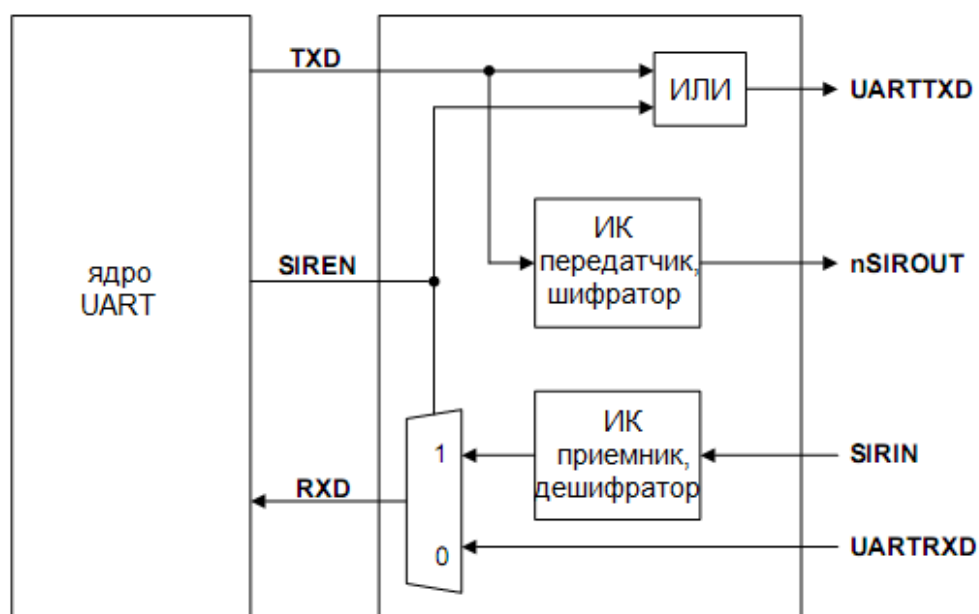 TXD
ИЛИ
UARTTXD
ИК
передатчик,
шифратор
nSIROUT
SIREN
ядро
UART
ИК
приемник,
дешифратор
1
SIRIN
RXD
0
UARTRXD